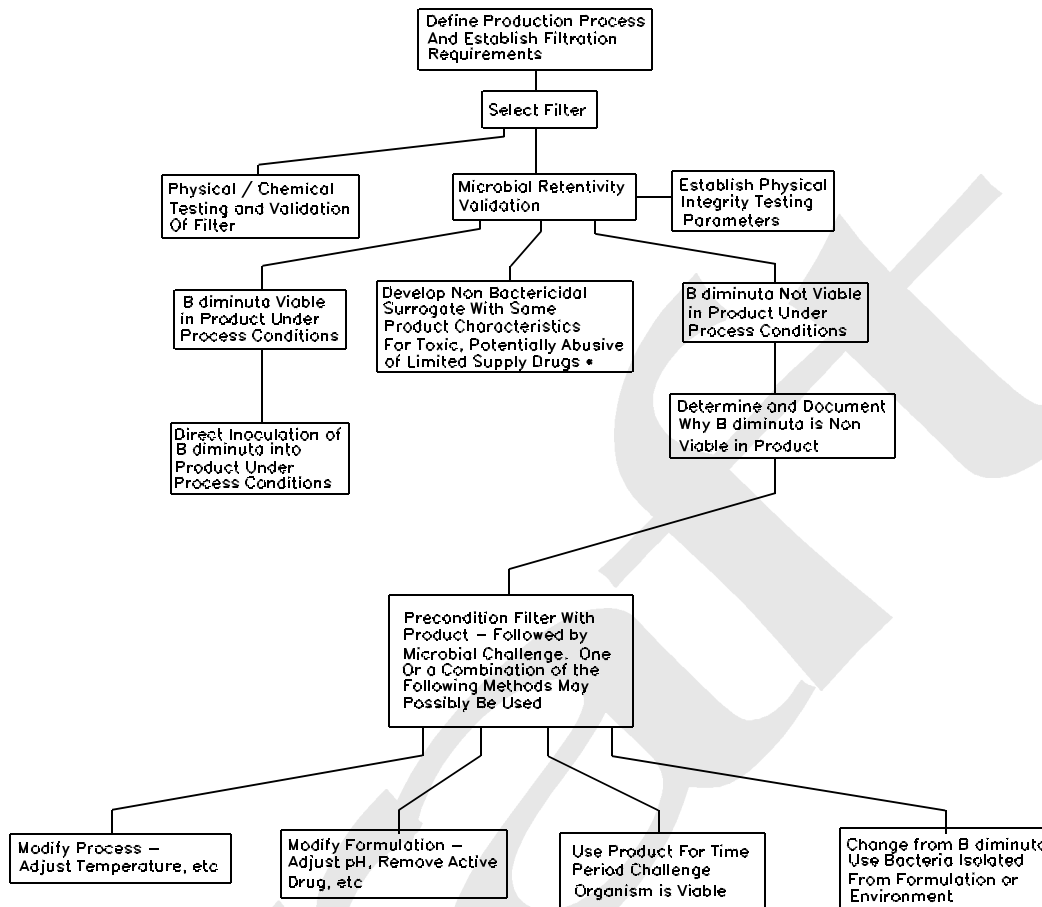 Define Production Process
And Establish Filtration
Requirements
Select Filter
Physical / Chemical
Testing and Validation
Of Filter
Microbial Retentivity
Validation
Establish Physical
Integrity Testing
Parameters
B diminuta Viable
in Product Under
Process Conditions
Develop Non Bactericidal
Surrogate With Same
Product Characteristics
For Toxic, Potentially Abusive
of Limited Supply Drugs *
B diminuta Not Viable
in Product Under
Process Conditions
Direct Inoculation of
B diminuta into
Product Under
Process Conditions
Determine and Document
Why B diminuta is Non
Viable in Product
Precondition Filter With
Product – Followed by
Microbial Challenge. One
Or a Combination of the
Following Methods May
Possibly Be Used
Modify Process –
Adjust Temperature, etc
Modify Formulation –
Adjust pH, Remove Active
Drug, etc
Use Product For Time
Period Challenge
Organism is Viable
Change from B diminuta
Use Bacteria Isolated
From Formulation or
Environment